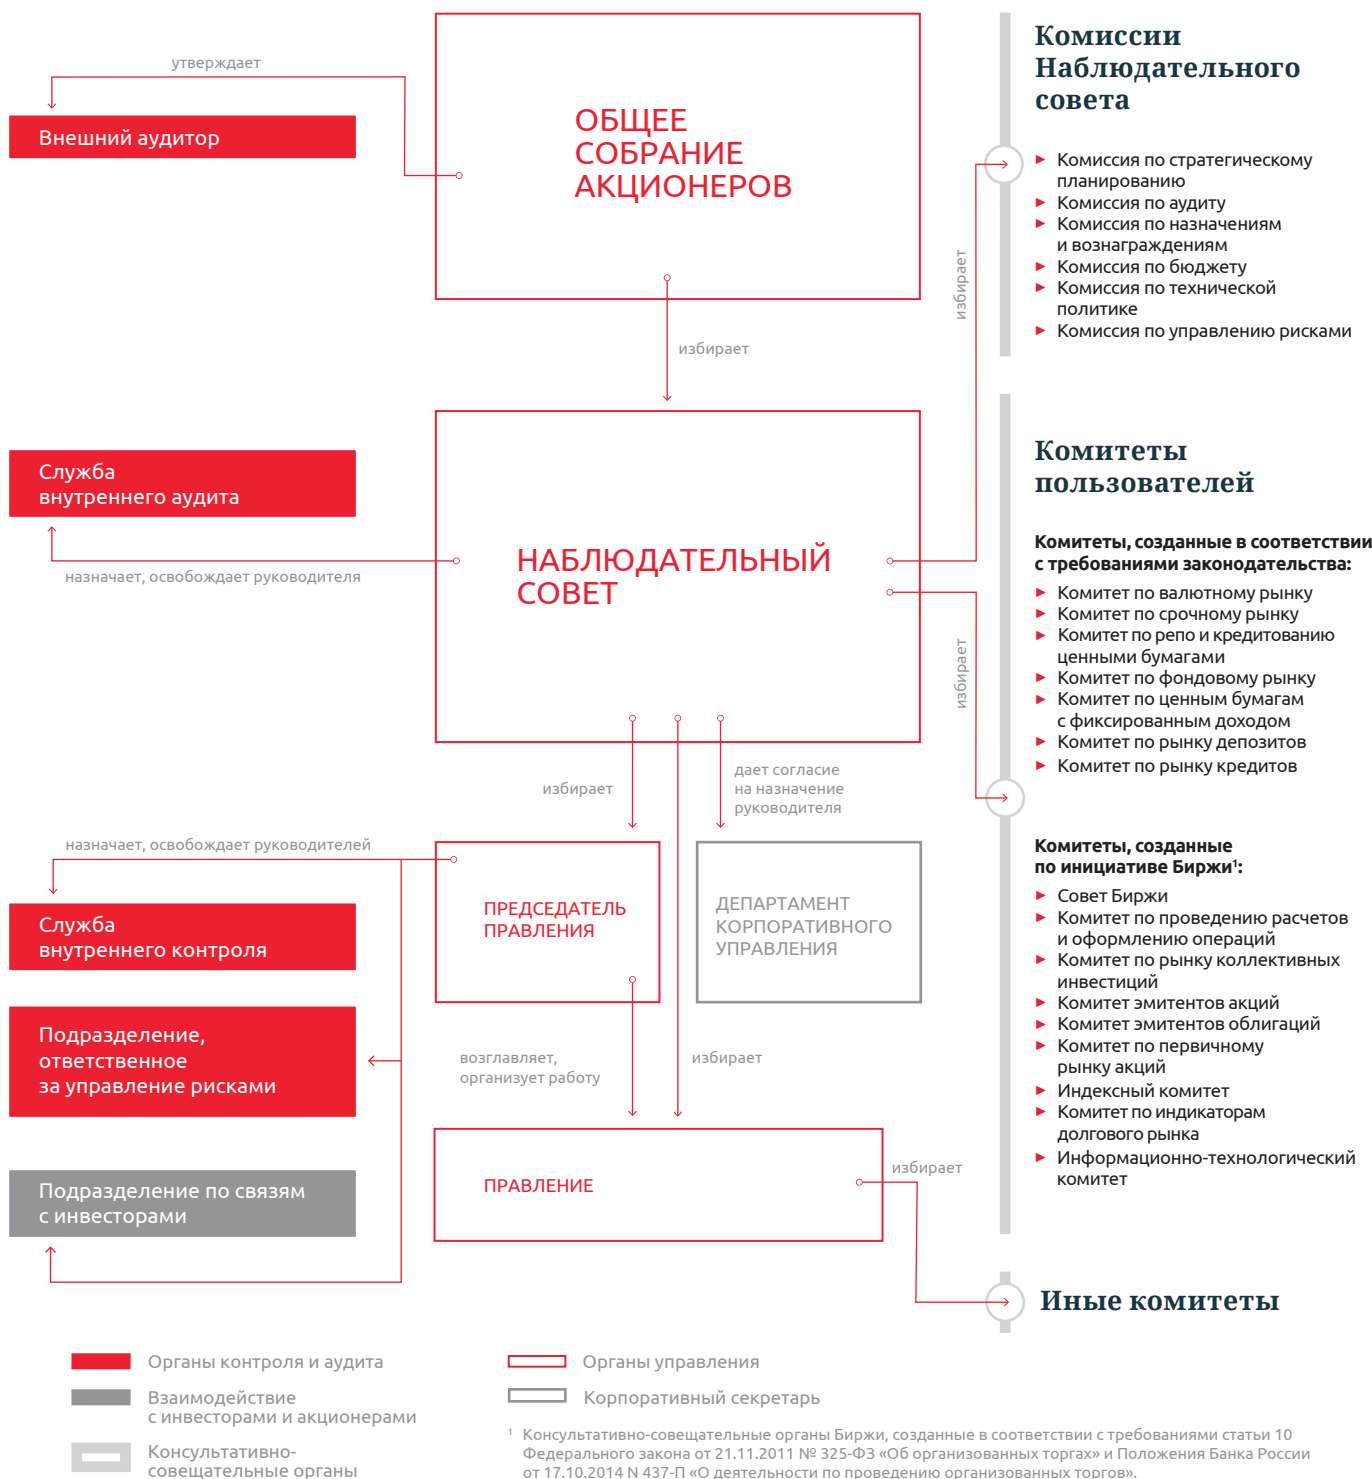 утверждает
Внешний аудитор
ОБЩЕЕ
СОБРАНИЕ
АКЦИОНЕРОВ
избирает
Служба
внутреннего аудита
назначает, освобождает руководителя
НАБЛЮДАТЕЛЬНЫЙ
СОВЕТ
избирает
избирает
избирает
дает согласие
на назначение
руководителя
назначает, освобождает руководителей
Служба
внутреннего контроля
ПРЕДСЕДАТЕЛЬ
ПРАВЛЕНИЯ
ДЕПАРТАМЕНТ
КОРПОРАТИВНОГО
УПРАВЛЕНИЯ
Подразделение,
ответственное
за управление рисками
возглавляет,
организует работу
избирает
Подразделение по связям
с инвесторами
ПРАВЛЕНИЕ
избирает
Комиссии
Наблюдательного
совета
► Комиссия по стратегическому
планированию
► Комиссия по аудиту
► Комиссия по назначениям
и вознаграждениям
► Комиссия по бюджету
► Комиссия по технической
политике
► Комиссия по управлению рисками
Комитеты
пользователей
Комитеты, созданные в соответствии
с требованиями законодательства:
► Комитет по валютному рынку
► Комитет по срочному рынку
► Комитет по репо и кредитованию
ценными бумагами
► Комитет по фондовому рынку
► Комитет по ценным бумагам
с фиксированным доходом
► Комитет по рынку депозитов
► Комитет по рынку кредитов
Комитеты, созданные
по инициативе Биржи¹:
► Совет Биржи
► Комитет по проведению расчетов
и оформлению операций
► Комитет по рынку коллективных
инвестиций
► Комитет эмитентов акций
► Комитет эмитентов облигаций
► Комитет по первичному
рынку акций
► Индексный комитет
► Комитет по индикаторам
долгового рынка
► Информационно-технологический
комитет
Иные комитеты
Органы контроля и аудита
Взаимодействие
с инвесторами и акционерами
Консультативно-
совещательные органы
Органы управления
Корпоративный секретарь
¹ Консультативно-совещательные органы Биржи, созданные в соответствии с требованиями статьи 10
Федерального закона от 21.11.2011 № 325-ФЗ «Об организованных торгах» и Положения Банка России
от 17.10.2014 N 437-П «О деятельности по проведению организованных торгов».